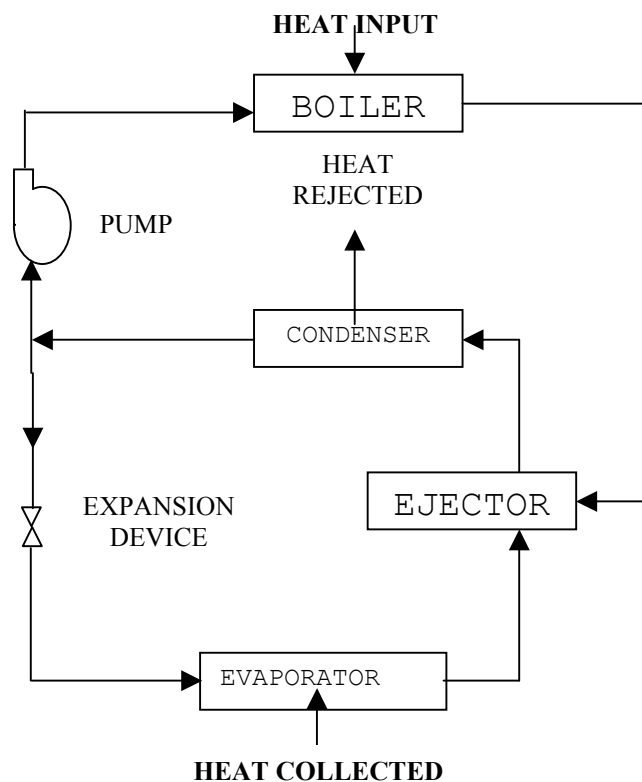 HEAT INPUT
BOILER
HEAT
REJECTED
PUMP
CONDENSER
EJECTOR
EXPANSION
DEVICE
EVAPORATOR
HEAT COLLECTED